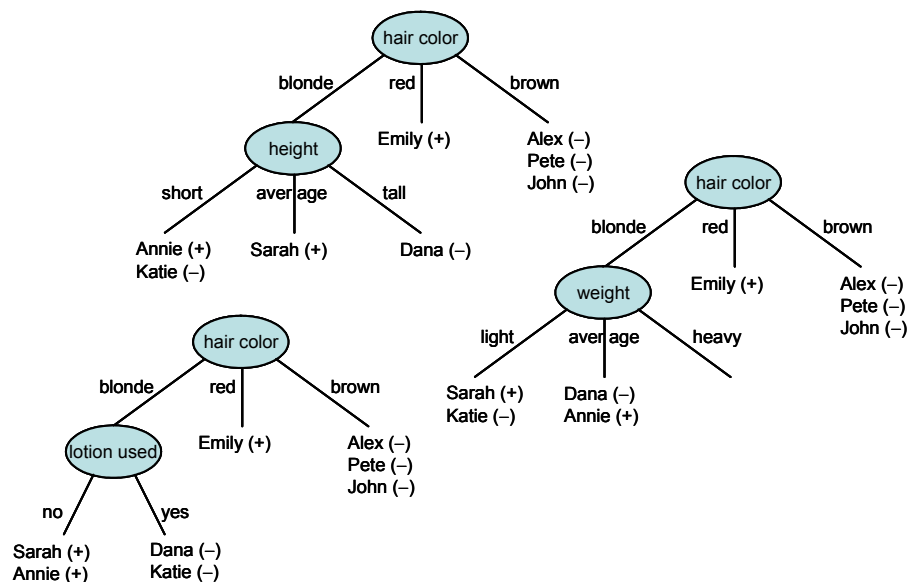 hair color
blonde red brown
Emily (+)
Alex (–)
Pete (–)
John (–)
height
short average tall
Annie (+)
Katie (–)
Sarah (+)
Dana (–)
hair color
blonde red brown
Emily (+)
Alex (–)
Pete (–)
John (–)
weight
light average heavy
Sarah (+)
Katie (–)
Dana (–)
Annie (+)
hair color
blonde red brown
Emily (+)
Alex (–)
Pete (–)
John (–)
lotion used
no yes
Sarah (+)
Annie (+)
Dana (–)
Katie (–)